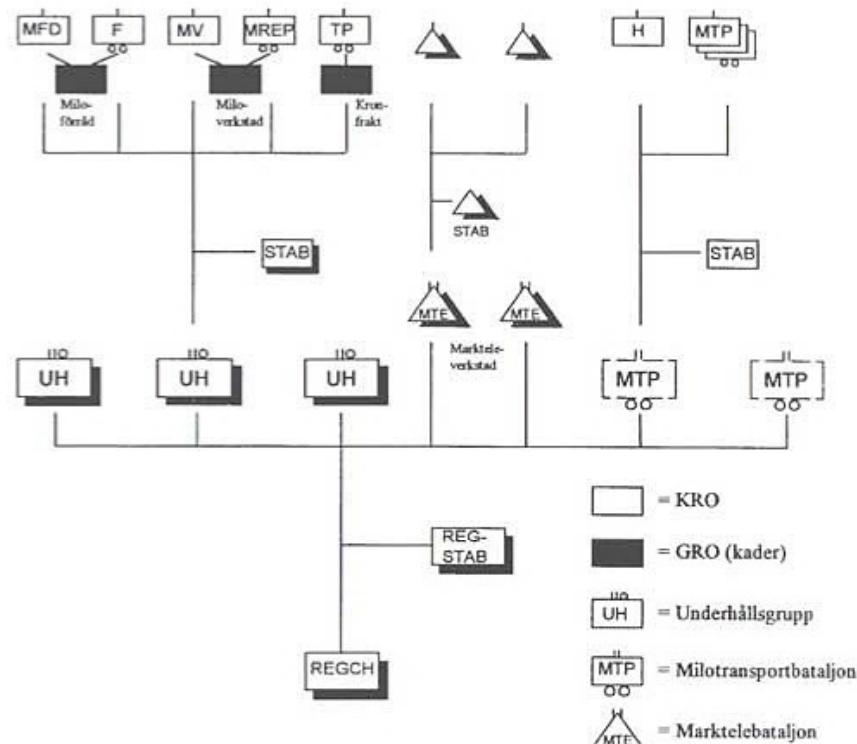 MFD F MV MREP TP H MTP
Milo-
förråd
Milo-
verkstad
Kron-
frakt
STAB
STAB
STAB
MTE MTE
Marktele-
verkstad
UH UH UH MTP MTP
= KRO
REG-
STAB
= GRO (kader)
UH = Underhållsgrupp
REGCH
MTP = Milotransportbataljon
MTE = Marktelebataljon